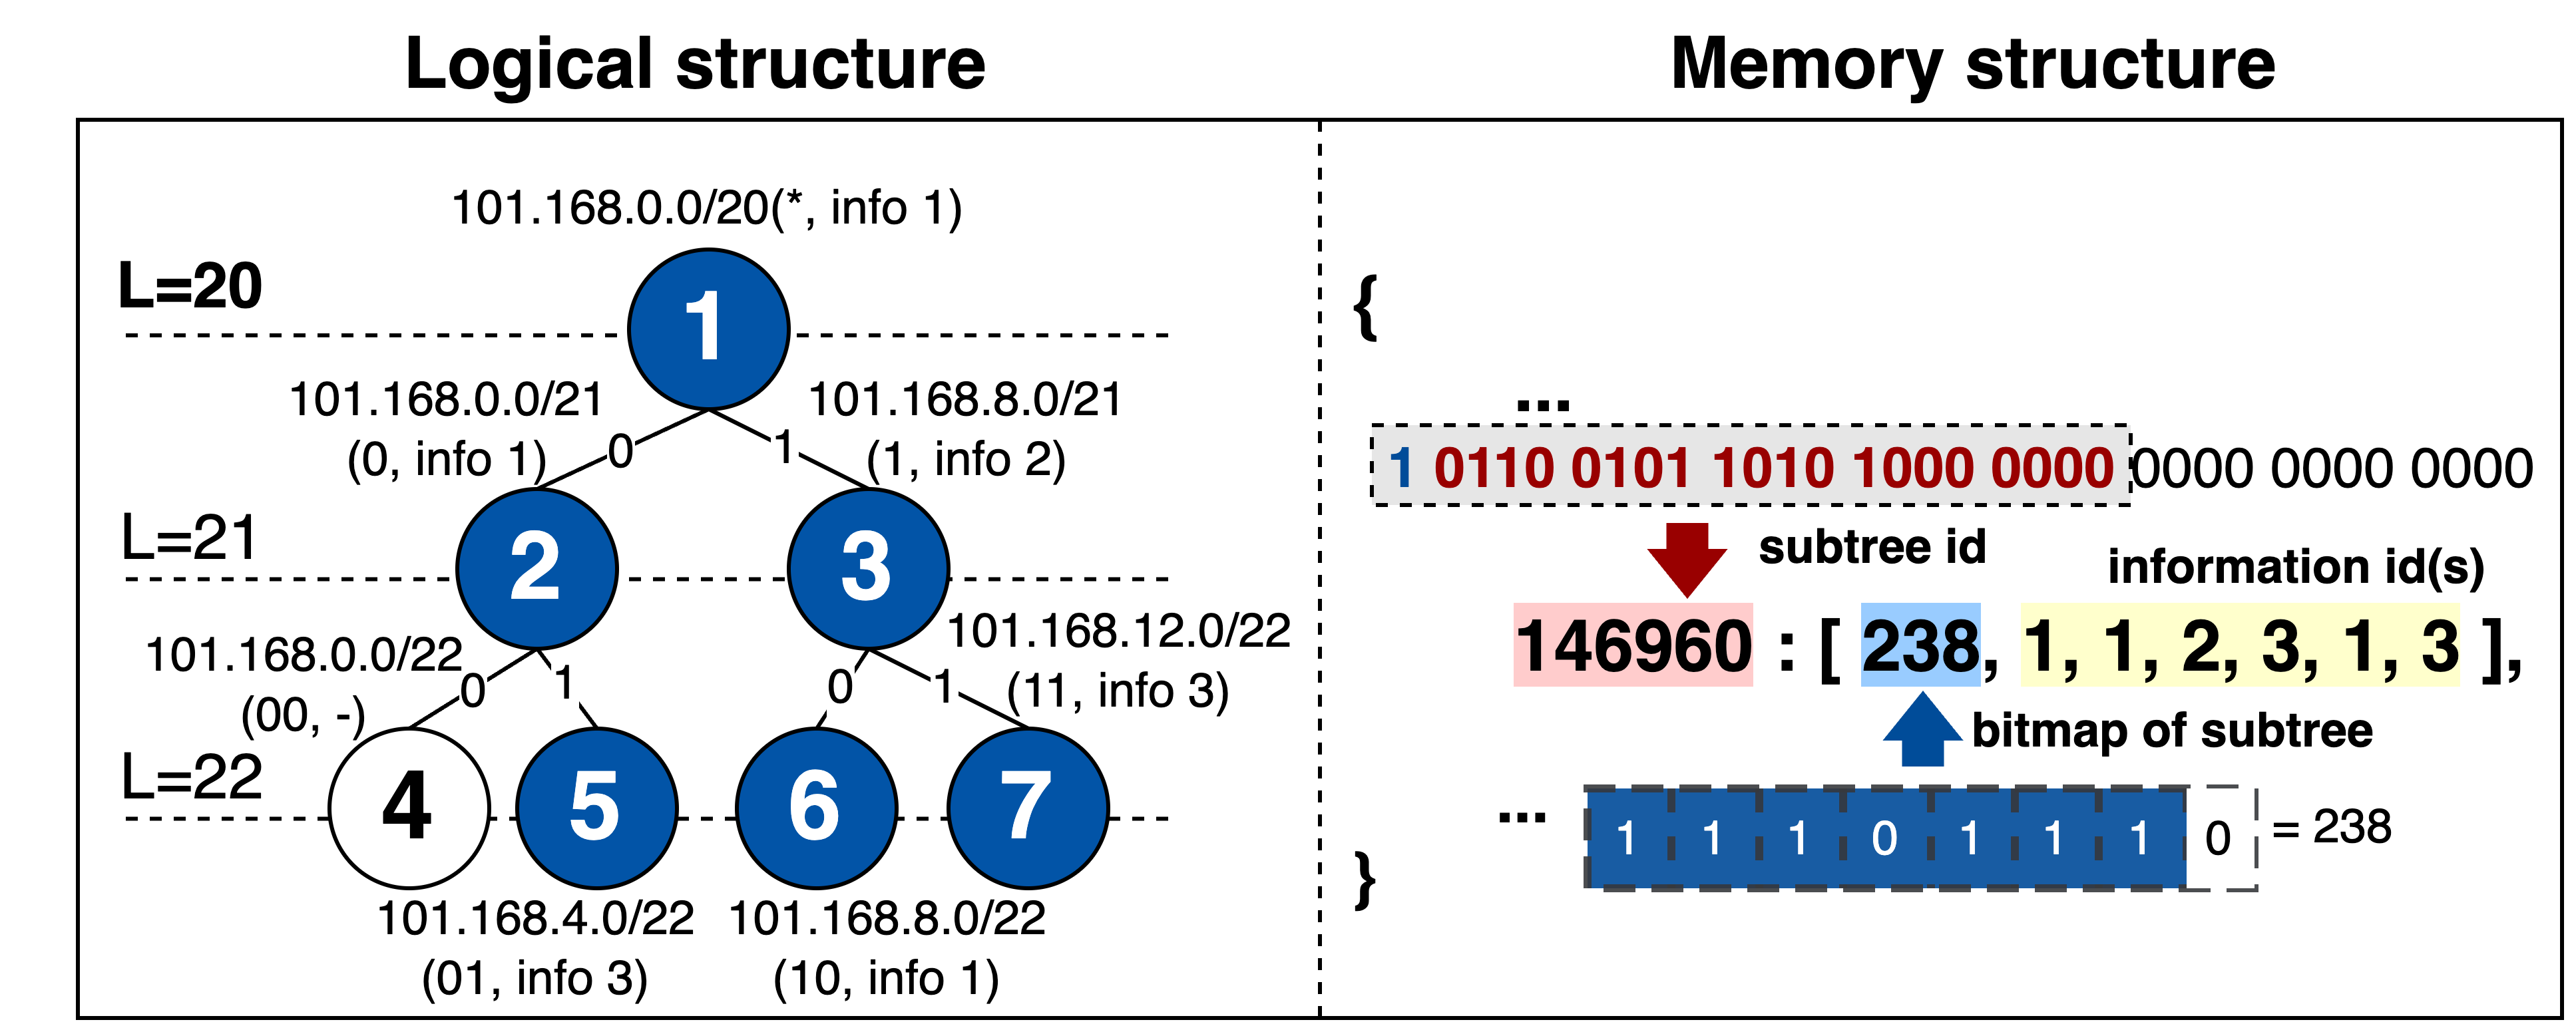 Logical structure
Memory structure
101.168.0.0/20(*, info 1)
L=20
1
101.168.0.0/21
(0, info 1)
0
1
101.168.8.0/21
(1, info 2)
L=21
2
3
101.168.0.0/22
(00, -)
0
1
0
1
101.168.12.0/22
(11, info 3)
L=22
4
5
6
7
101.168.4.0/22
(01, info 3)
101.168.8.0/22
(10, info 1)
{
...
1 0110 0101 1010 1000 0000 0000 0000 0000
subtree id
information id(s)
146960 : [ 238, 1, 1, 2, 3, 1, 3 ],
bitmap of subtree
... 1 1 1 0 1 1 1 0 = 238
}